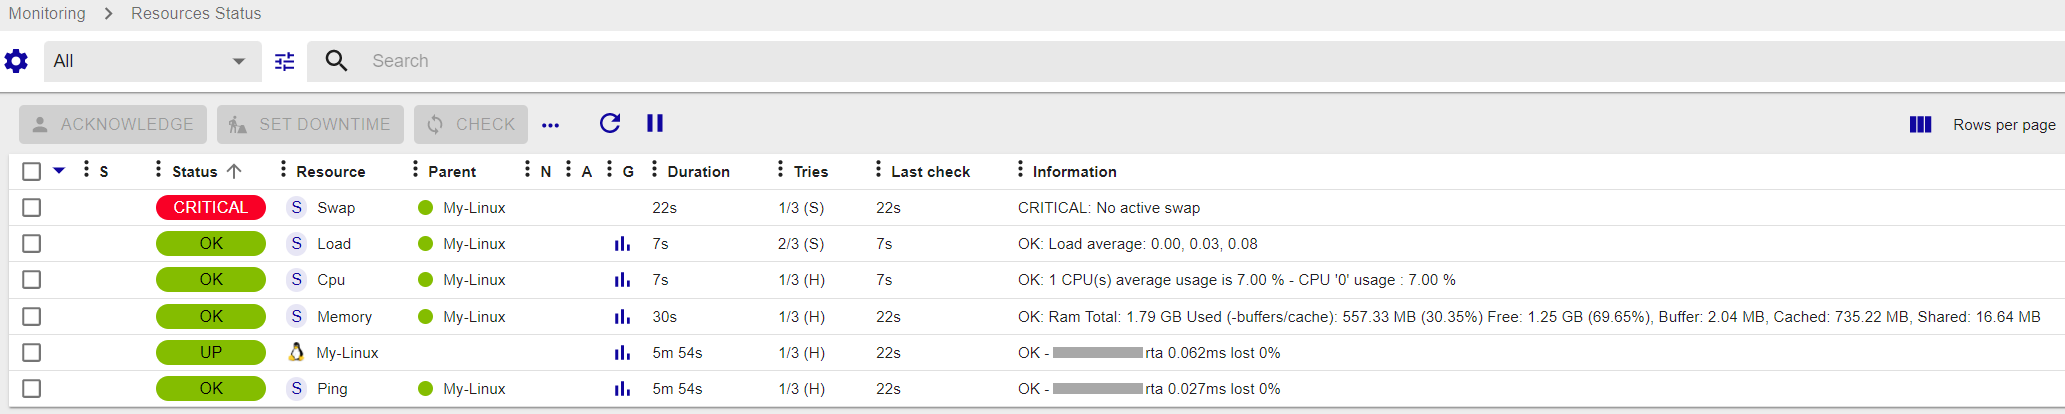 Monitoring > Resources Status
All Search
ACKNOWLEDGE SET DOWNTIME CHECK ... Rows per page
S Status Resource Parent N A G Duration Tries Last check Information
CRITICAL S Swap My-Linux 22s 1/3 (S) 22s CRITICAL: No active swap
OK S Load My-Linux 7s 2/3 (S) 7s OK: Load average: 0.00, 0.03, 0.08
OK S Cpu My-Linux 7s 1/3 (H) 7s OK: 1 CPU(s) average usage is 7.00 % - CPU '0' usage : 7.00 %
OK S Memory My-Linux 30s 1/3 (H) 22s OK: Ram Total: 1.79 GB Used (-buffers/cache): 557.33 MB (30.35%) Free: 1.25 GB (69.65%), Buffer: 2.04 MB, Cached: 735.22 MB, Shared: 16.64 MB
UP My-Linux 5m 54s 1/3 (H) 22s OK - rta 0.062ms lost 0%
OK S Ping My-Linux 5m 54s 1/3 (H) 22s OK - rta 0.027ms lost 0%